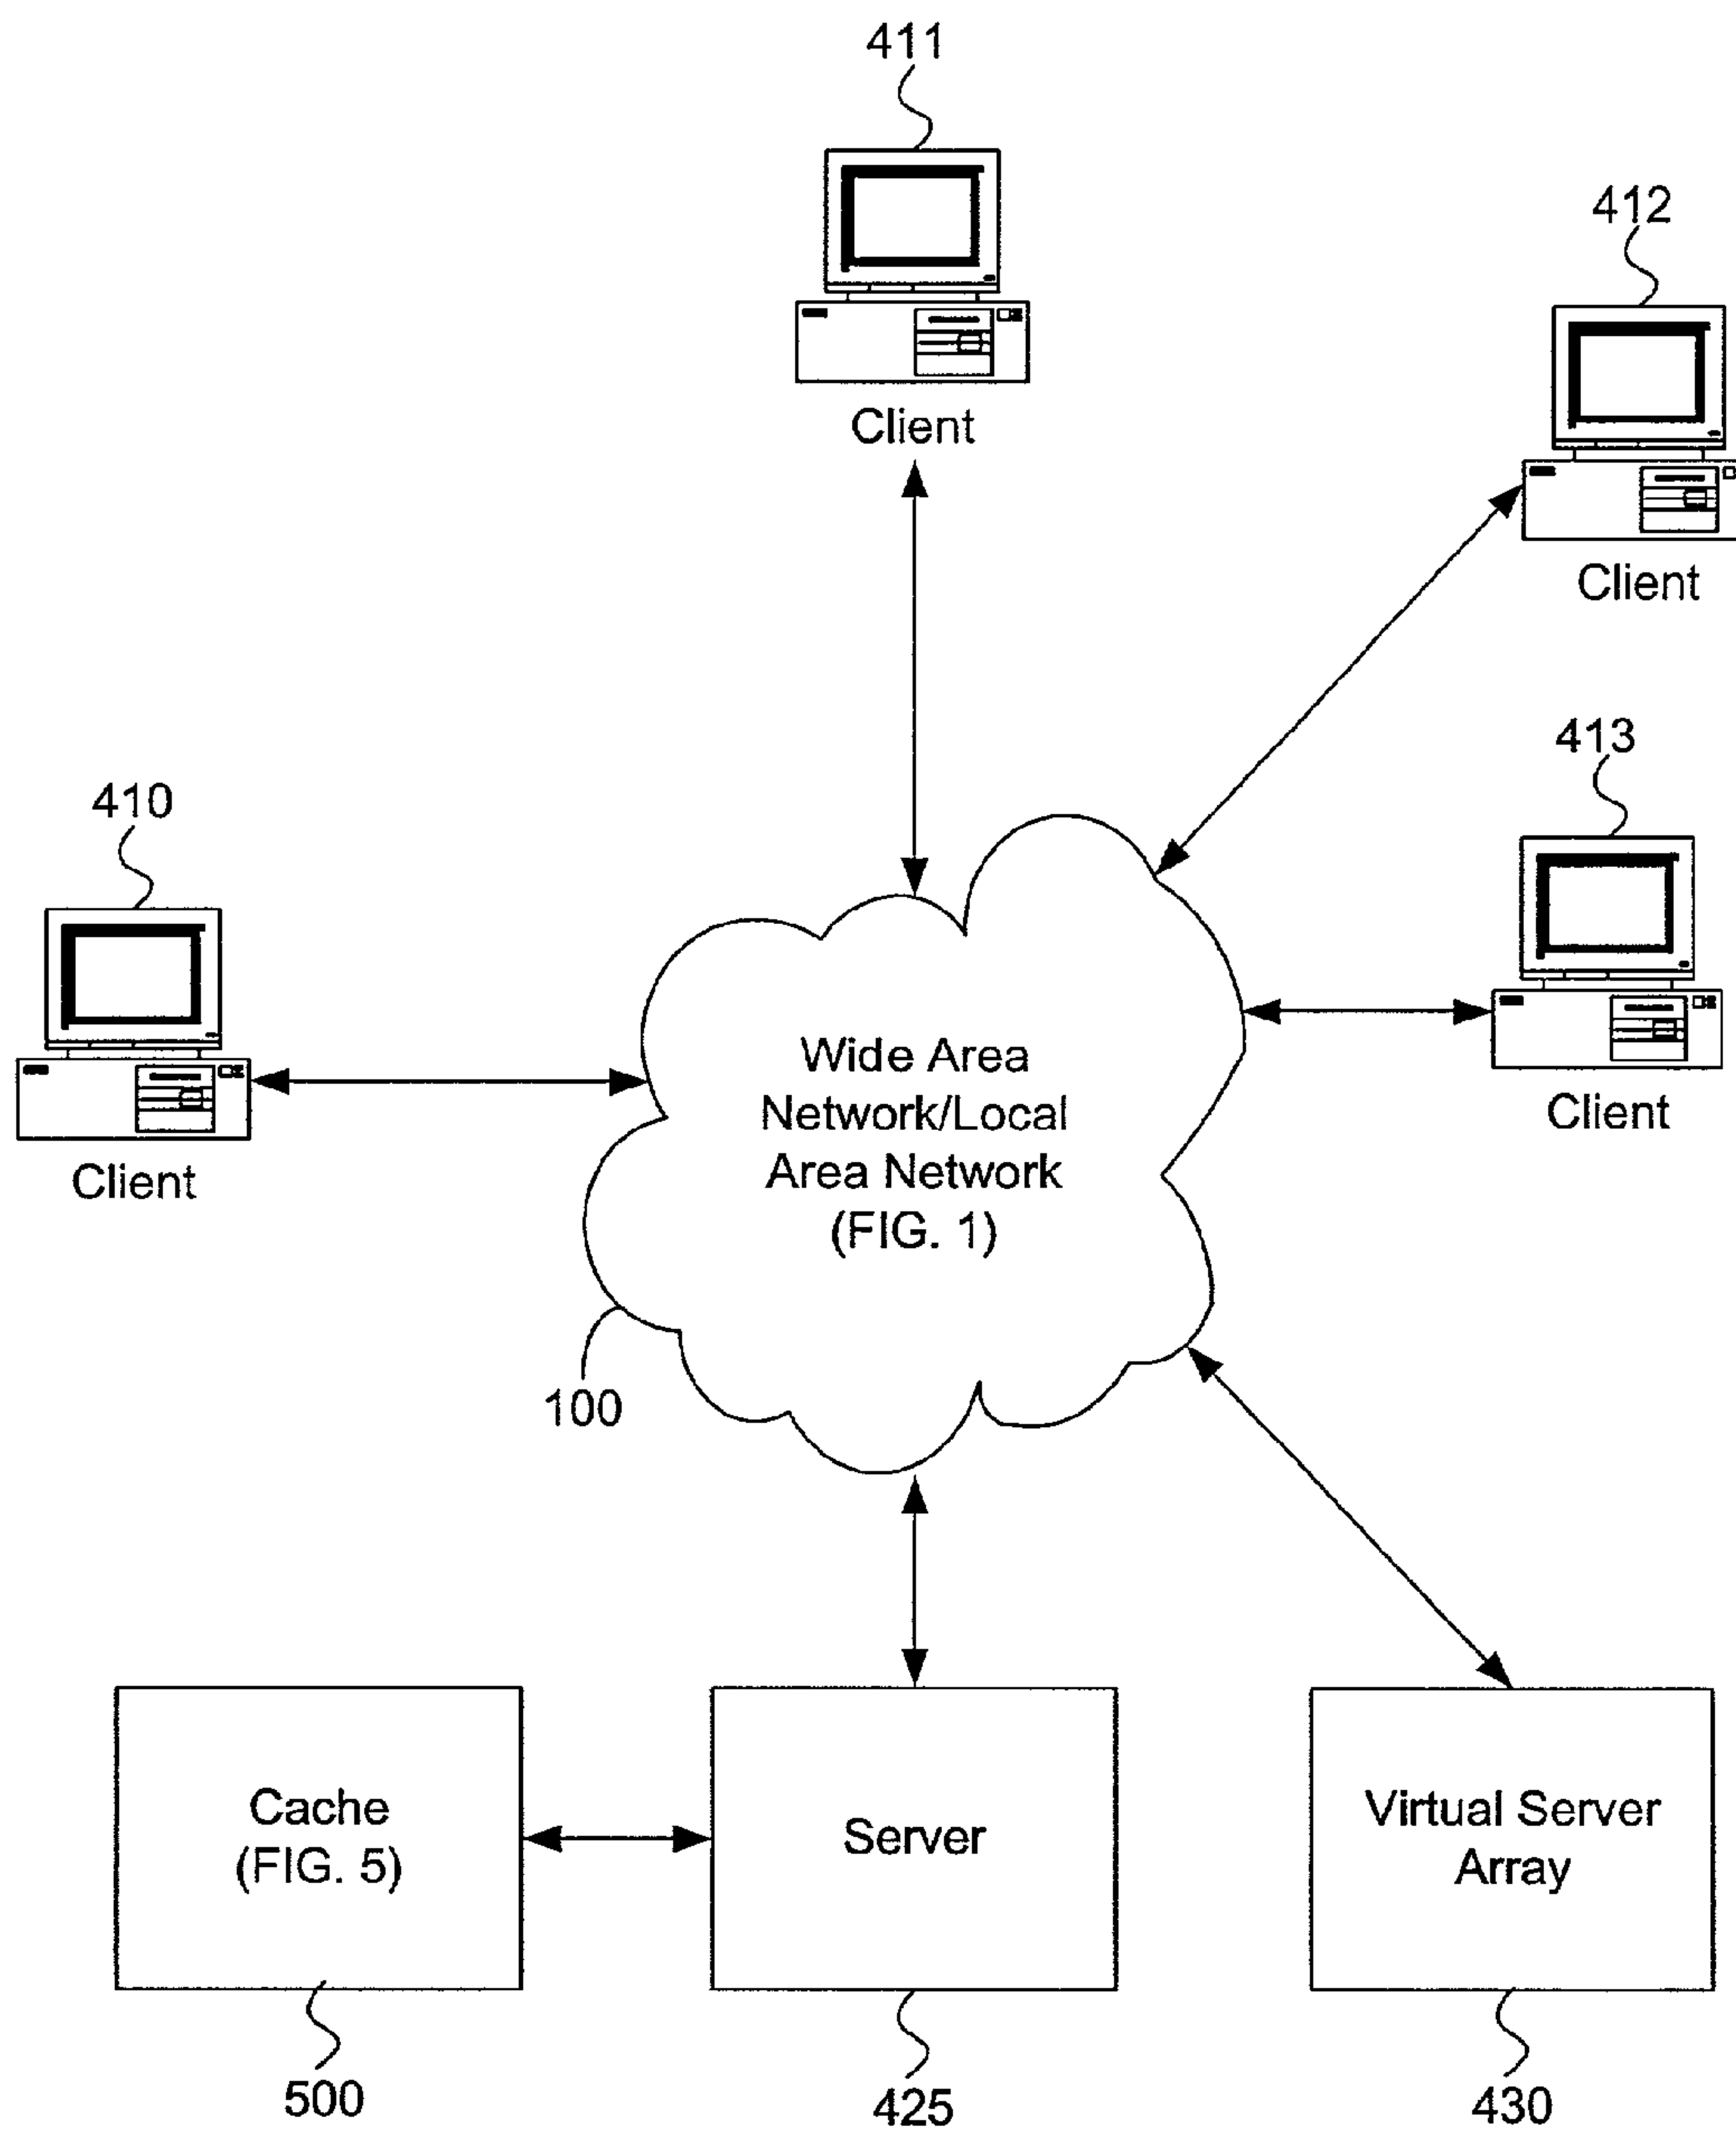 411
Client
412
Client
413
Client
410
Client
Wide Area
Network/Local
Area Network
(FIG. 1)
100
Cache
(FIG. 5)
500
Server
425
Virtual Server
Array
430